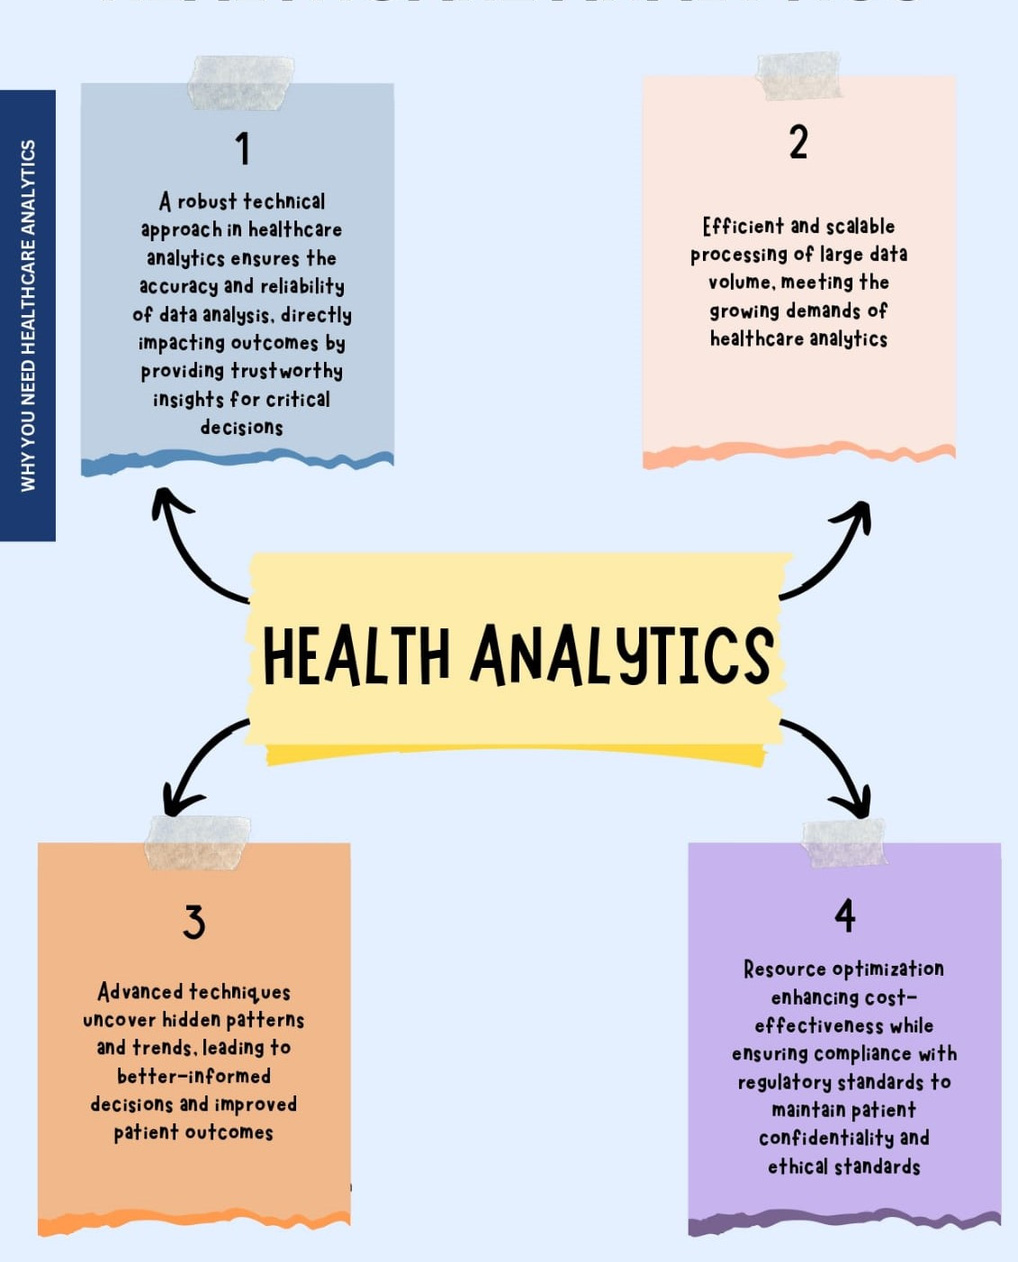 WHY YOU NEED HEALTHCARE ANALYTICS
1
A robust technical
approach in healthcare
analytics ensures the
accuracy and reliability
of data analysis, directly
impacting outcomes by
providing trustworthy
insights for critical
decisions
2
Efficient and scalable
processing of large data
volume, meeting the
growing demands of
healthcare analytics
HEALTH ANALYTICS
3
Advanced techniques
uncover hidden patterns
and trends, leading to
better-informed
decisions and improved
patient outcomes
4
Resource optimization
enhancing cost-
effectiveness while
ensuring compliance with
regulatory standards to
maintain patient
confidentiality and
ethical standards